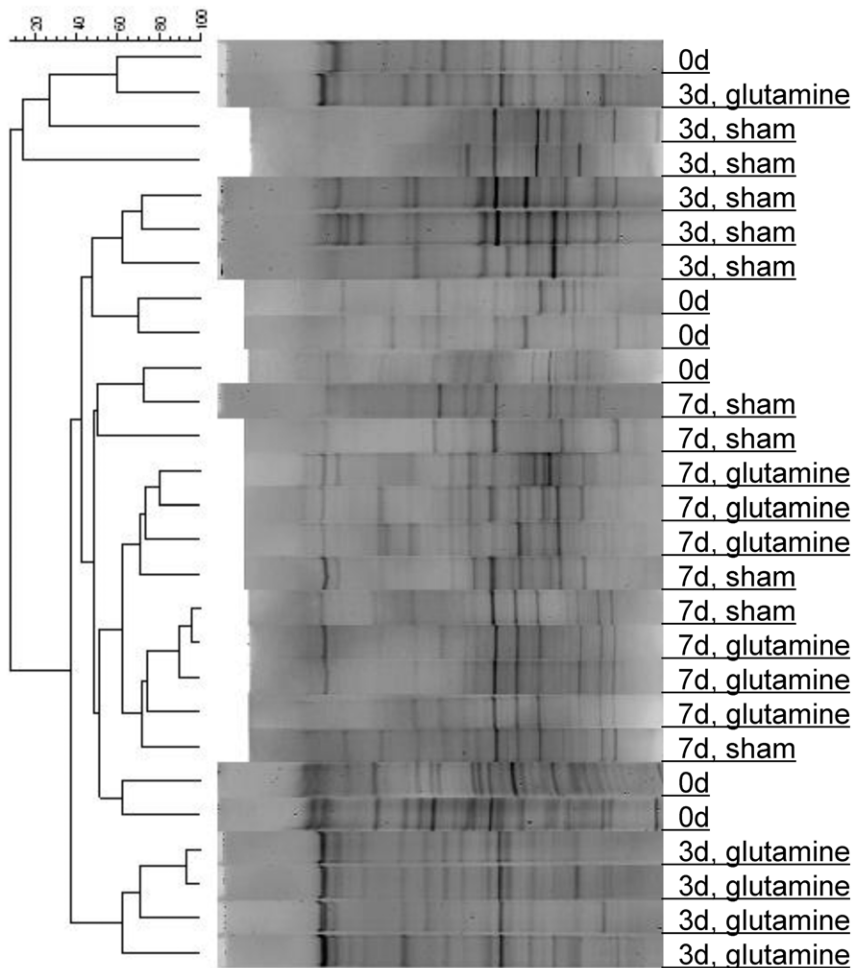 20 40 60 80 100
0d
3d, glutamine
3d, sham
3d, sham
3d, sham
3d, sham
3d, sham
0d
0d
0d
7d, sham
7d, sham
7d, glutamine
7d, glutamine
7d, glutamine
7d, sham
7d, sham
7d, glutamine
7d, glutamine
7d, glutamine
7d, sham
0d
0d
3d, glutamine
3d, glutamine
3d, glutamine
3d, glutamine